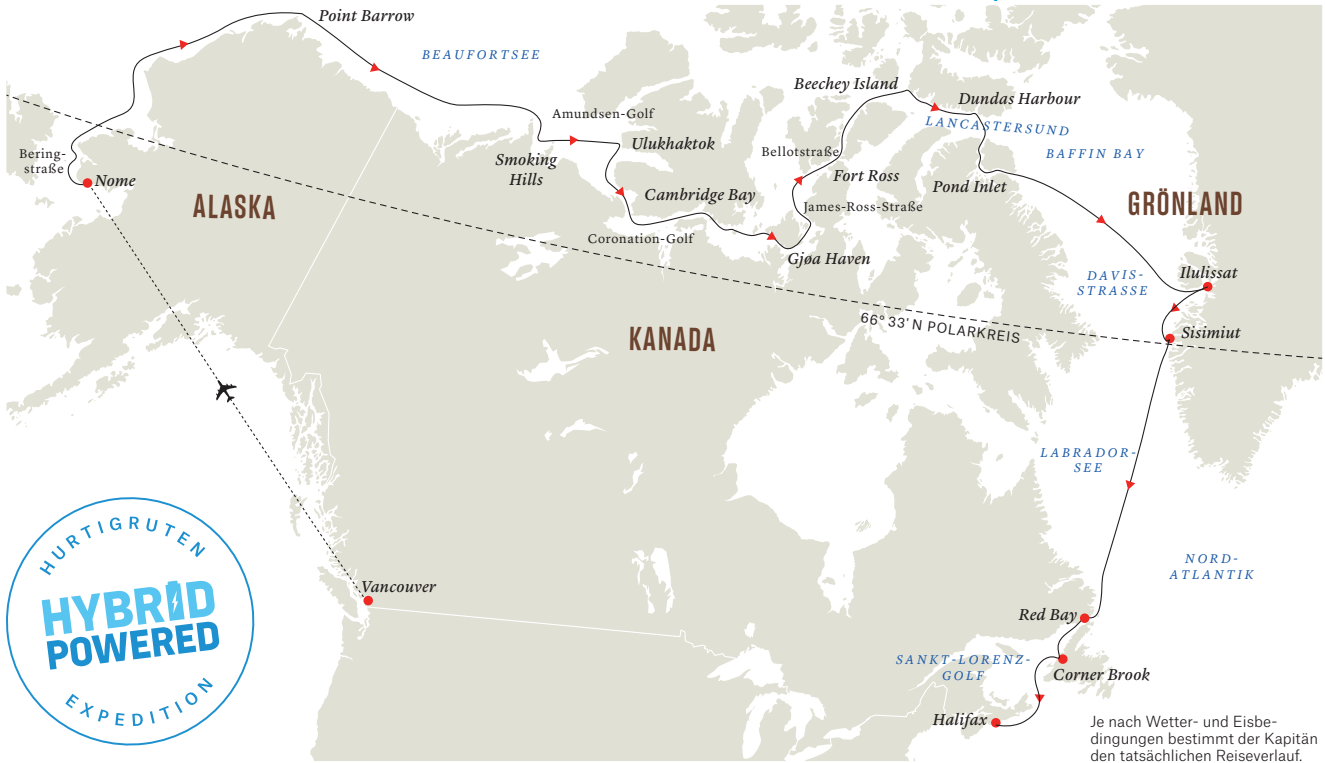 Point Barrow
BEAUFORTSEE
Beechey Island
Dundas Harbour
Amundsen-Golf
LANCASTERSUND
Ulukhaktok
Bellotstraße
BAFFIN BAY
Bering-
straße
Nome
Smoking
Hills
Fort Ross
Pond Inlet
Cambridge Bay
ALASKA
James-Ross-Straße
GRÖNLAND
Coronation-Golf
Gjøa Haven
DAVIS-
STRASSE
Ilulissat
KANADA
66° 33' N POLARKREIS
Sisimiut
LABRADOR-
SEE
HURTIGRUTEN
HYBRID
POWERED
EXPEDITION
NORD-
ATLANTIK
Vancouver
Red Bay
SANKT-LORENZ-
GOLF
Corner Brook
Halifax
Je nach Wetter- und Eisbe-
dingungen bestimmt der Kapitän
den tatsächlichen Reiseverlauf.